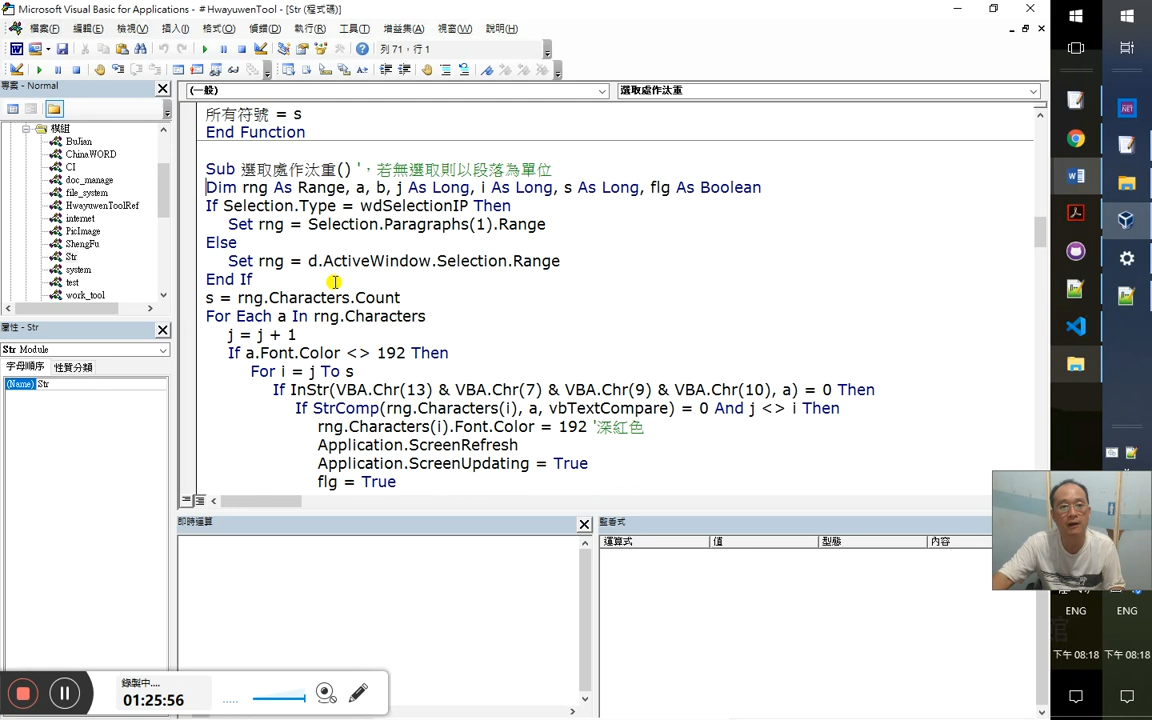 Microsoft Visual Basic for Applications - # HwayuwenTool - [Str (程式碼)]
檔案(F) 編輯(E) 檢視(V) 插入(I) 格式(O) 偵錯(D) 執行(R) 工具(T) 增益集(A) 視窗(W) 說明(H)
列 71, 行 1
專案 - Normal
模組
BuJian
ChinaWORD
CI
doc_manage
file_system
HwayuwenToolRef
internet
PicImage
ShengFu
Str
system
test
work_tool
屬性 - Str
Str Module
字母順序 性質分類
(Name) Str
(一般) 選取處作汰重
所有符號 = s
End Function
Sub 選取處作汰重() '，若無選取則以段落為單位
Dim rng As Range, a, b, j As Long, i As Long, s As Long, flg As Boolean
If Selection.Type = wdSelectionIP Then
Set rng = Selection.Paragraphs(1).Range
Else
Set rng = d.ActiveWindow.Selection.Range
End If
s = rng.Characters.Count
For Each a In rng.Characters
j = j + 1
If a.Font.Color <> 192 Then
For i = j To s
If InStr(VBA.Chr(13) & VBA.Chr(7) & VBA.Chr(9) & VBA.Chr(10), a) = 0 Then
If StrComp(rng.Characters(i), a, vbTextCompare) = 0 And j <> i Then
rng.Characters(i).Font.Color = 192 '深紅色
Application.ScreenRefresh
Application.ScreenUpdating = True
flg = True
即時運算
監看式
運算式 值 型態 內容
錄製中....
01:25:56
ENG ENG
下午 08:18 下午 08:18